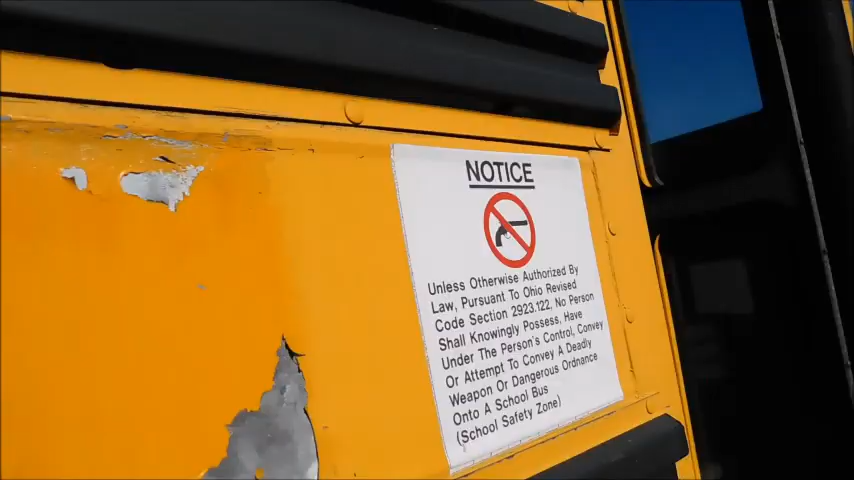 NOTICE
Unless Otherwise Authorized By
Law, Pursuant To Ohio Revised
Code Section 2923.122, No Person
Shall Knowingly Possess, Have
Under The Person's Control, Convey
Or Attempt To Convey A Deadly
Weapon Or Dangerous Ordnance
Onto A School Bus
(School Safety Zone)